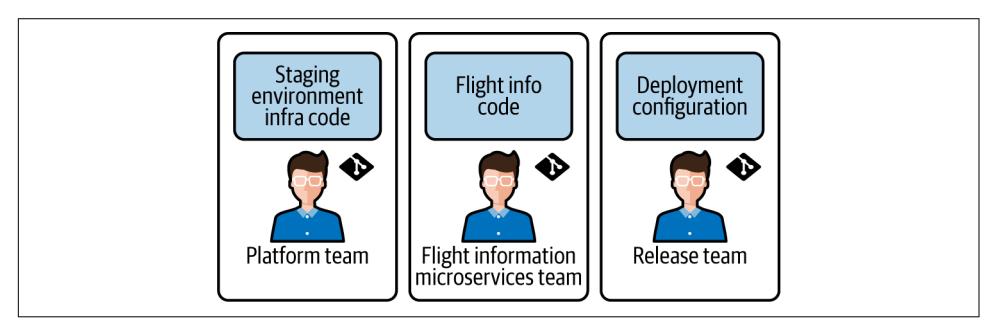 Staging
environment
infra code
Platform team
Flight info
code
Flight information
microservices team
Deployment
configuration
Release team